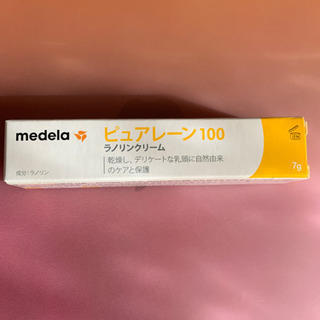 medela
ピュアレーン100
ラノリンクリーム
乾燥し、デリケートな乳頭に自然由来
のケアと保護
成分：ラノリン
7g